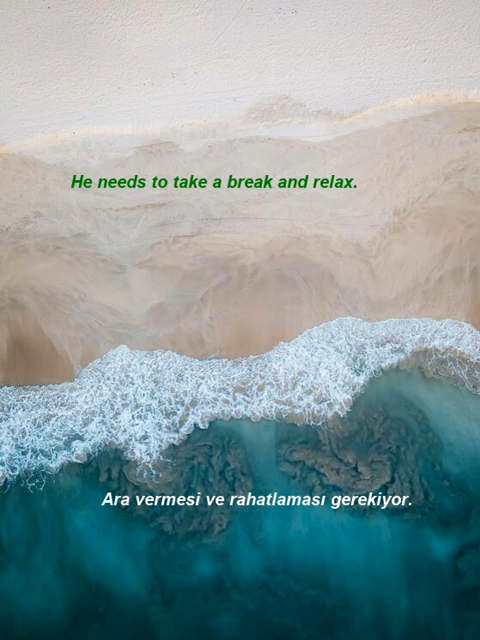 He needs to take a break and relax.
Ara vermesi ve rahatlaması gerekiyor.